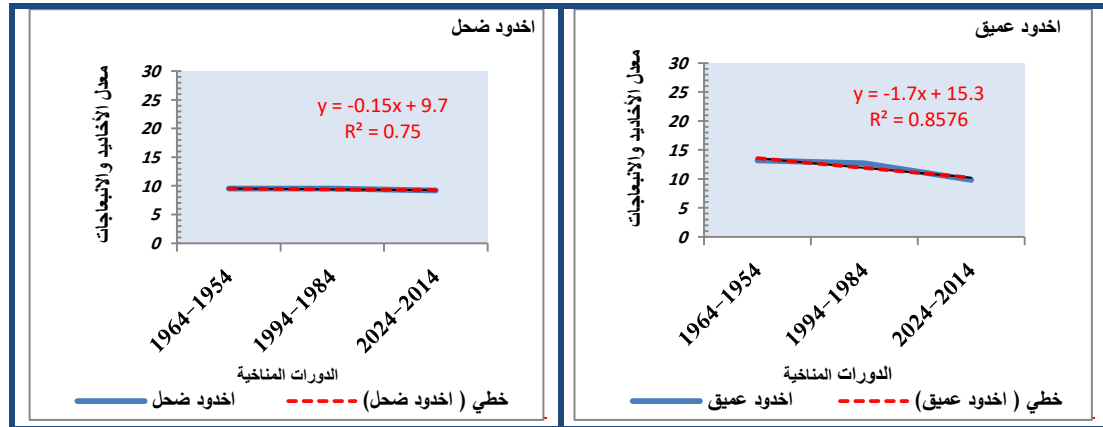 اخدود عميق
معدل الأخاديد والانبعاجات
30
25
20
15
10
5
0
y = -1.7x + 15.3
R² = 0.8576
1964-1954
1994-1984
2024-2014
الدورات المناخية
اخدود عميق
خطي ( اخدود عميق)
اخدود ضحل
معدل الأخاديد والانبعاجات
30
25
20
15
10
5
0
y = -0.15x + 9.7
R² = 0.75
1964-1954
1994-1984
2024-2014
الدورات المناخية
اخدود ضحل
خطي ( اخدود ضحل)